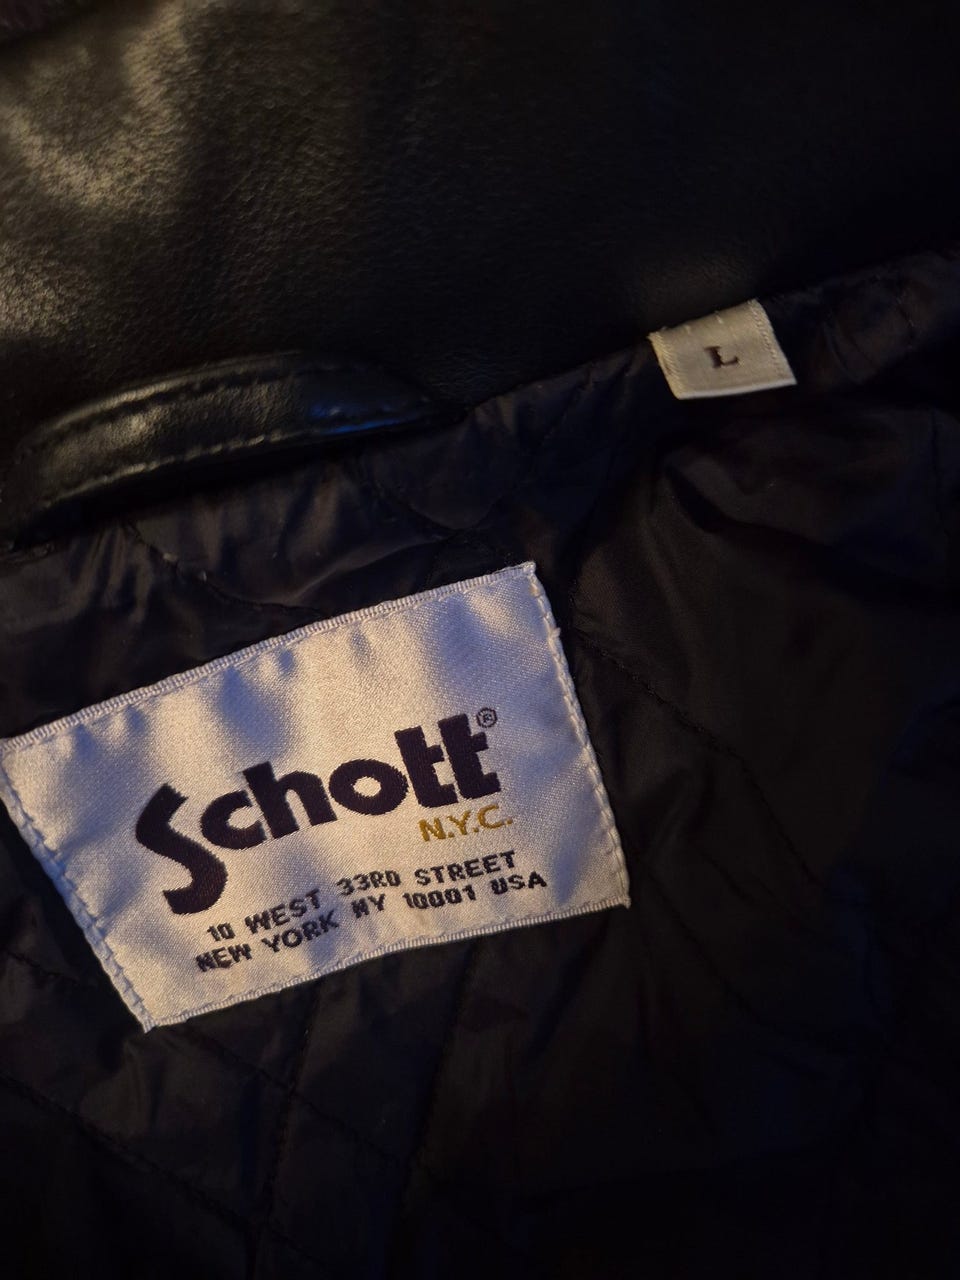 L
Schott®
N.Y.C.
10 WEST 33RD STREET
NEW YORK NY 10001 USA